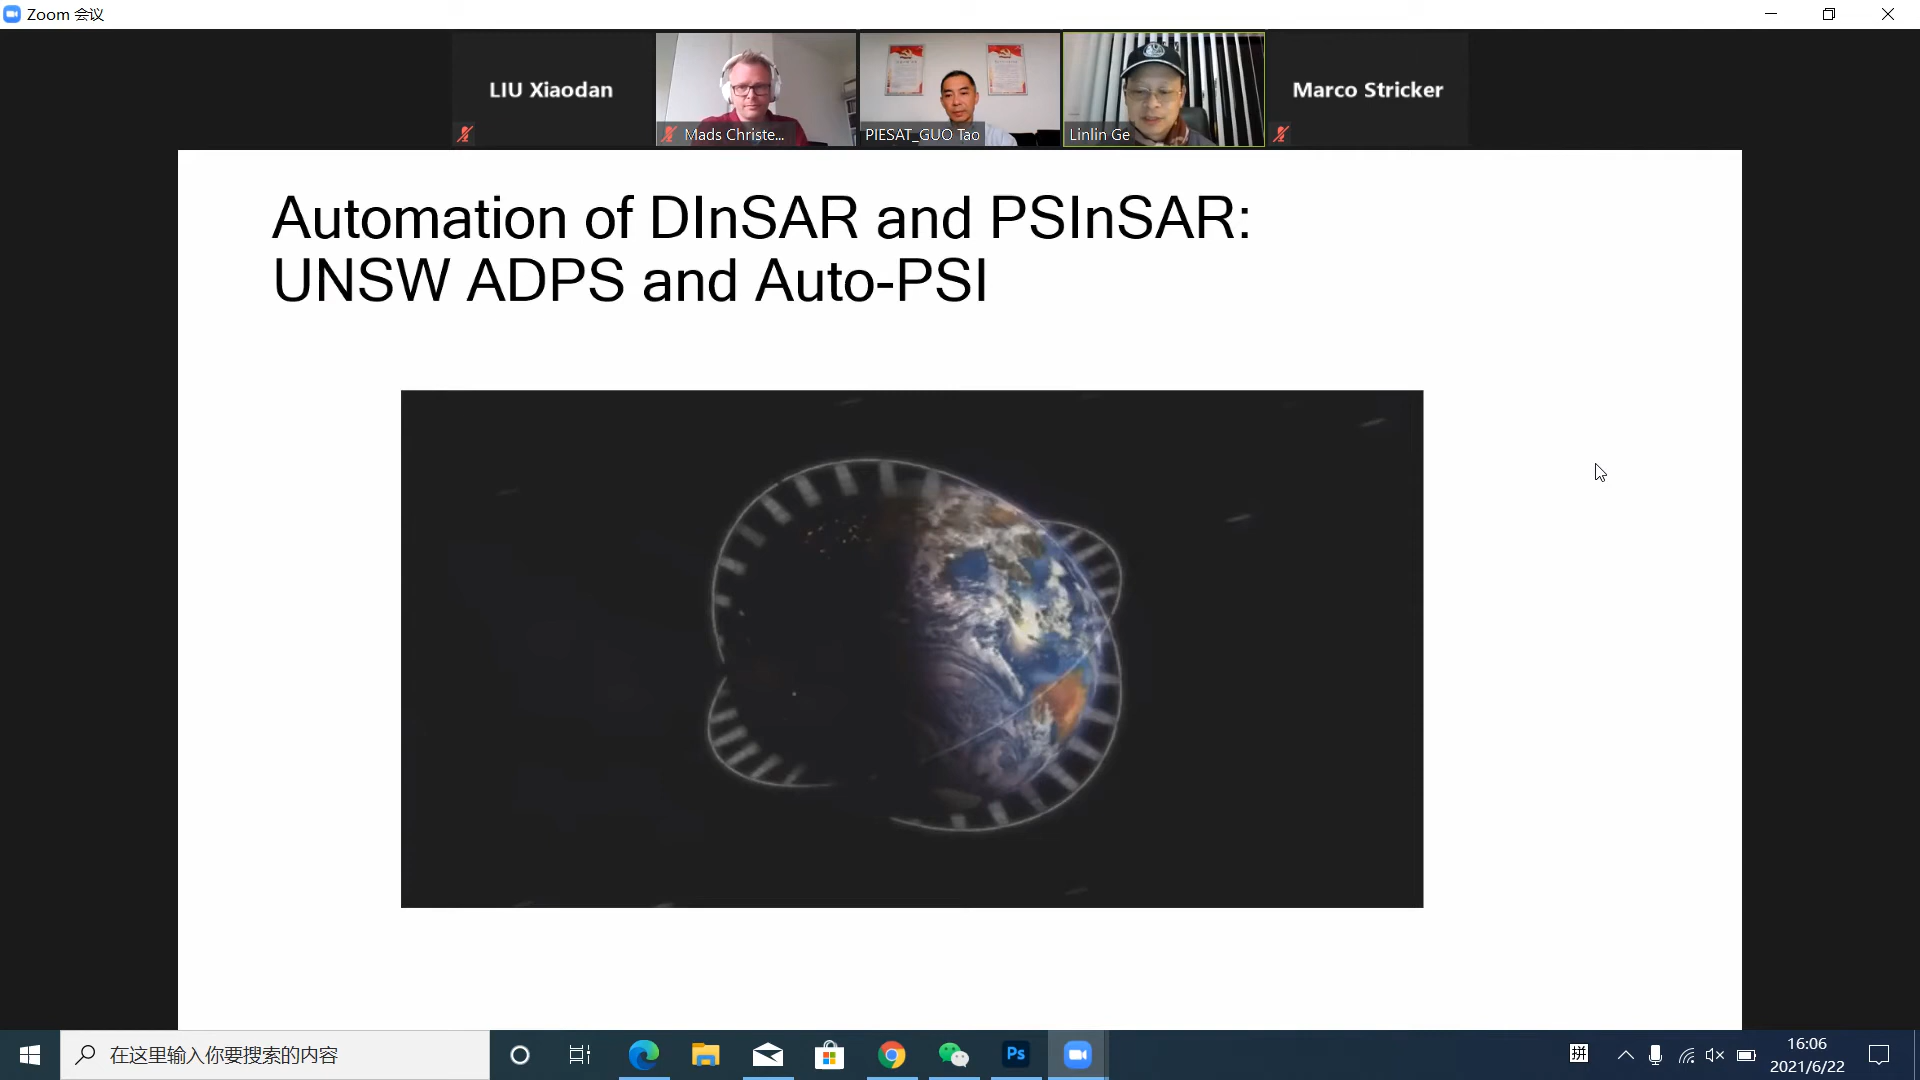 Zoom 会议
LIU Xiaodan
Mads Christe...
PIESAT_GUO Tao
Linlin Ge
Marco Stricker
Automation of DInSAR and PSInSAR:
UNSW ADPS and Auto-PSI
在这里输入你要搜索的内容
Ps
拼
16:06
2021/6/22